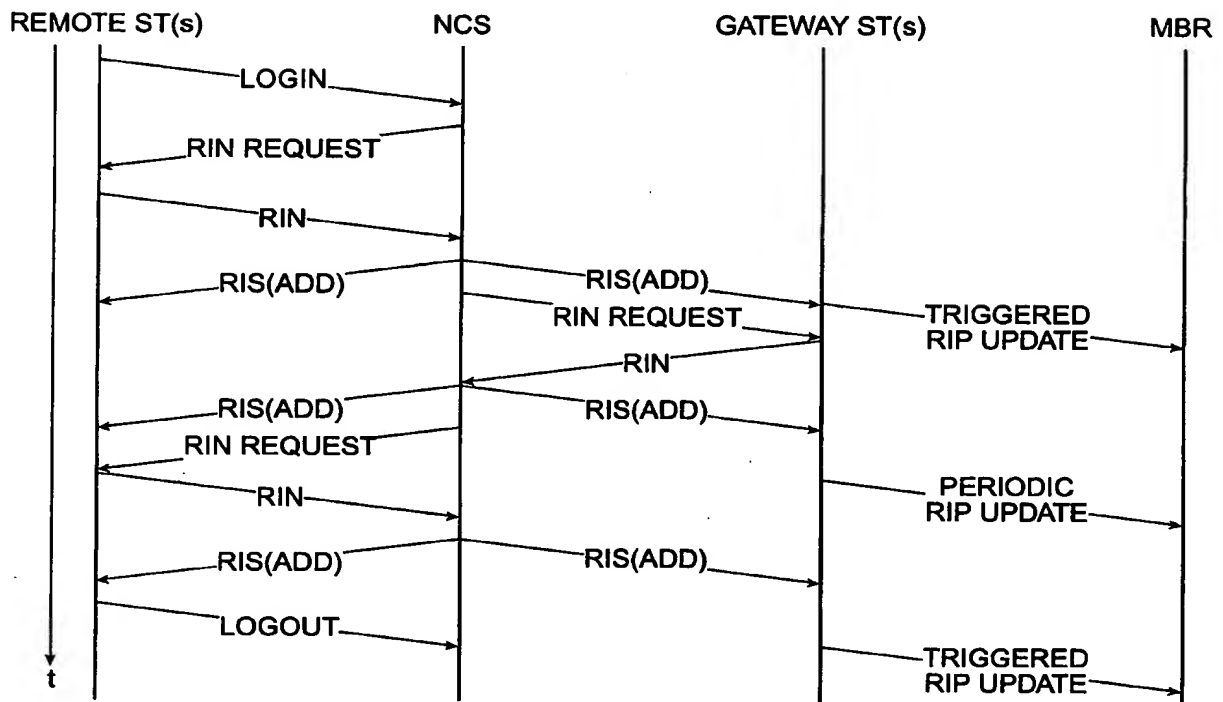 REMOTE ST(s)
NCS
GATEWAY ST(s)
MBR
LOGIN
RIN REQUEST
RIN
RIS(ADD)
RIS(ADD)
RIN REQUEST
TRIGGERED
RIP UPDATE
RIN
RIS(ADD)
RIS(ADD)
RIN REQUEST
RIN
PERIODIC
RIP UPDATE
RIS(ADD)
RIS(ADD)
LOGOUT
TRIGGERED
RIP UPDATE
t